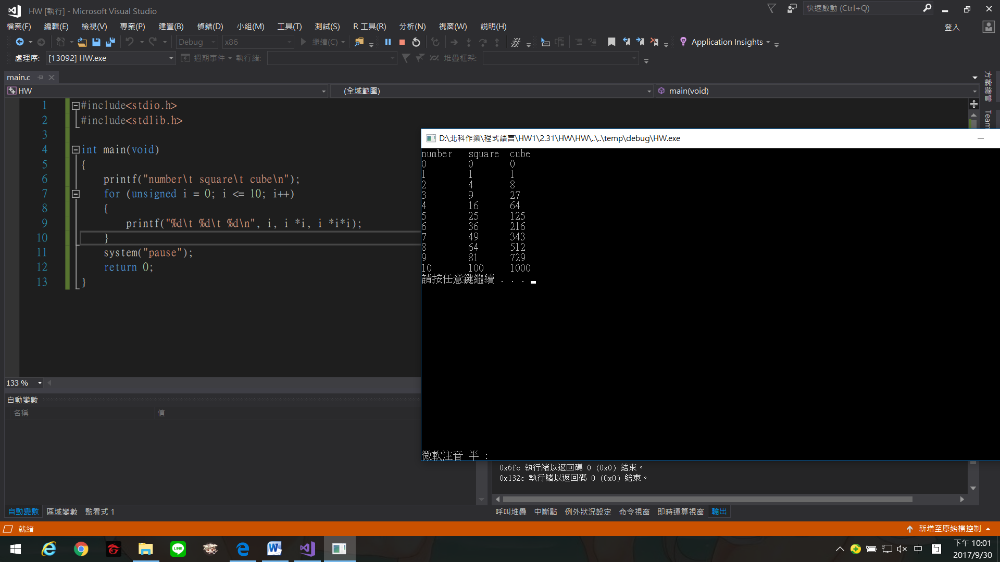 HW [執行] - Microsoft Visual Studio
快速啟動 (Ctrl+Q)
檔案(F) 編輯(E) 檢視(V) 專案(P) 建置(B) 偵錯(D) 小組(M) 工具(T) 測試(S) R 工具(R) 分析(N) 視窗(W) 說明(H)
登入
Debug x86 繼續(C) Application Insights
處理序: [13092] HW.exe 週期事件 執行緒: 堆疊框架:
main.c
HW (全域範圍) main(void)
方案總管
Team
1 #include<stdio.h>
2 #include<stdlib.h>
3
4 int main(void)
5 {
6 printf("number\t square\t cube\n");
7 for (unsigned i = 0; i <= 10; i++)
8 {
9 printf("%d\t %d\t %d\n", i, i *i, i *i*i);
10 }
11 system("pause");
12 return 0;
13 }
D:\北科作業\程式語言\HW1\2.31\HW\HW\..\..\temp\debug\HW.exe
number square cube
0 0 0
1 1 1
2 4 8
3 9 27
4 16 64
5 25 125
6 36 216
7 49 343
8 64 512
9 81 729
10 100 1000
請按任意鍵繼續 . . .
微軟注音 半 :
133 %
自動變數
名稱 值
0x6fc 執行緒以返回碼 0 (0x0) 結束。
0x132c 執行緒以返回碼 0 (0x0) 結束。
自動變數 區域變數 監看式 1
呼叫堆疊 中斷點 例外狀況設定 命令視窗 即時運算視窗 輸出
就緒
新增至原始檔控制
LINE
中
下午 10:01
2017/9/30